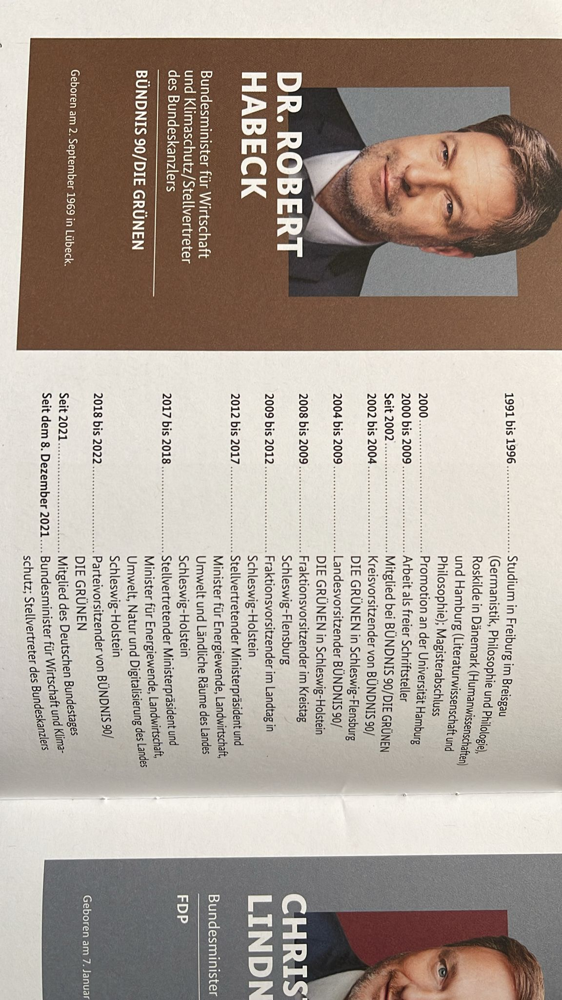 DR. ROBERT
HABECK
Bundesminister für Wirtschaft
und Klimaschutz/Stellvertreter
des Bundeskanzlers
BÜNDNIS 90/DIE GRÜNEN
Geboren am 2. September 1969 in Lübeck.
1991 bis 1996 Studium in Freiburg im Breisgau
(Germanistik, Philosophie und Philologie),
Roskilde in Dänemark (Humanwissenschaften)
und Hamburg (Literaturwissenschaft und
Philosophie); Magisterabschluss
2000 Promotion an der Universität Hamburg
2000 bis 2009 Arbeit als freier Schriftsteller
Seit 2002 Mitglied bei BÜNDNIS 90/DIE GRÜNEN
2002 bis 2004 Kreisvorsitzender von BÜNDNIS 90/
DIE GRÜNEN in Schleswig-Flensburg
2004 bis 2009 Landesvorsitzender BÜNDNIS 90/
DIE GRÜNEN in Schleswig-Holstein
2008 bis 2009 Fraktionsvorsitzender im Kreistag
Schleswig-Flensburg
2009 bis 2012 Fraktionsvorsitzender im Landtag in
Schleswig-Holstein
2012 bis 2017 Stellvertretender Ministerpräsident und
Minister für Energiewende, Landwirtschaft,
Umwelt und Ländliche Räume des Landes
Schleswig-Holstein
2017 bis 2018 Stellvertretender Ministerpräsident und
Minister für Energiewende, Landwirtschaft,
Umwelt, Natur und Digitalisierung des Landes
Schleswig-Holstein
2018 bis 2022 Parteivorsitzender von BÜNDNIS 90/
DIE GRÜNEN
Seit 2021 Mitglied des Deutschen Bundestages
Seit dem 8. Dezember 2021 Bundesminister für Wirtschaft und Klima-
schutz; Stellvertreter des Bundeskanzlers
CHRIS
LINDN
Bundesminister
FDP
Geboren am 7. Januar